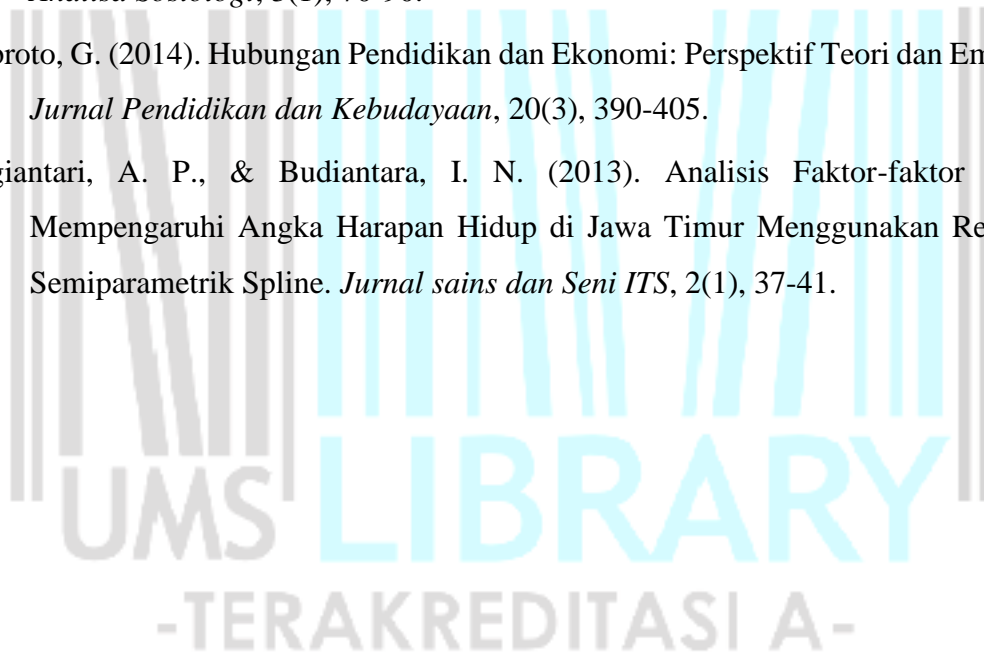 Analisa Sosiologi, 3(1), 76-90.
oroto, G. (2014). Hubungan Pendidikan dan Ekonomi: Perspektif Teori dan Em
Jurnal Pendidikan dan Kebudayaan, 20(3), 390-405.
giantari, A. P., & Budiantara, I. N. (2013). Analisis Faktor-faktor
Mempengaruhi Angka Harapan Hidup di Jawa Timur Menggunakan Re
Semiparametrik Spline. Jurnal sains dan Seni ITS, 2(1), 37-41.
UMS LIBRARY
-TERAKREDITASI A-